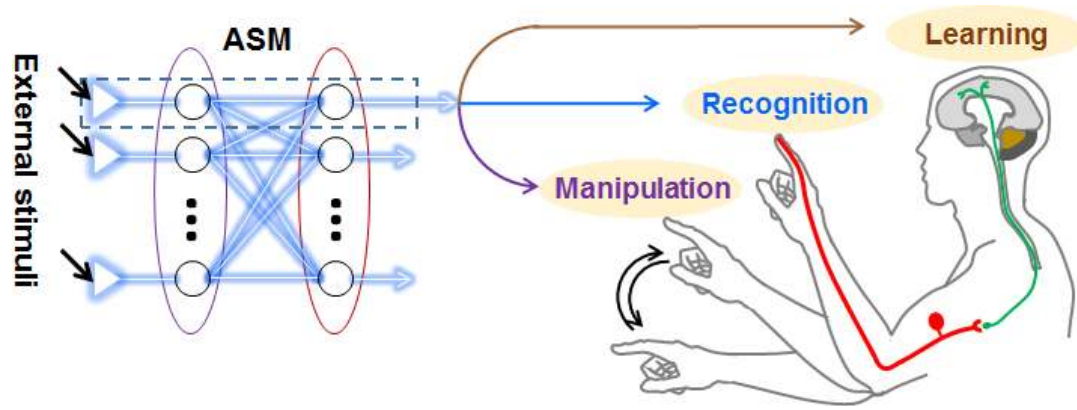 ASM
External stimuli
Learning
Recognition
Manipulation